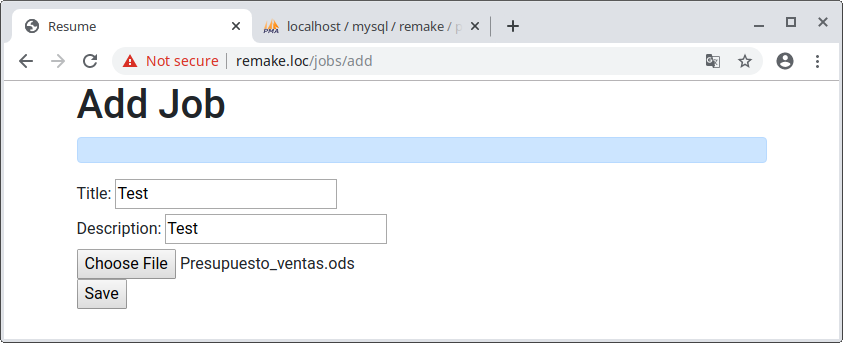 Resume
PMA localhost / mysql / remake / p
Not secure remake.loc/jobs/add
Add Job
Title: Test
Description: Test
Choose File Presupuesto_ventas.ods
Save